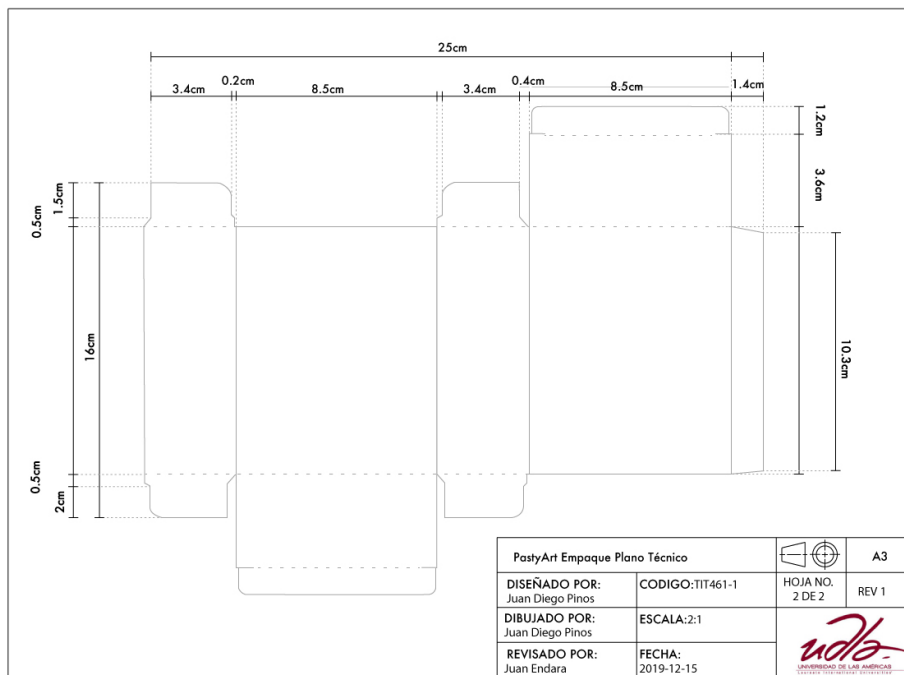 25cm
0.2cm
0.4cm
3.4cm
8.5cm
3.4cm
8.5cm
1.4cm
1.2cm
3.6cm
1.5cm
0.5cm
16cm
10.3cm
0.5cm
2cm
PastyArt Empaque Plano Técnico
A3
DISEÑADO POR:
Juan Diego Pinos
CODIGO:TIT461-1
HOJA NO.
2 DE 2
REV 1
DIBUJADO POR:
Juan Diego Pinos
ESCALA:2:1
REVISADO POR:
Juan Endara
FECHA:
2019-12-15
udla-
UNIVERSIDAD DE LAS AMÉRICAS
Laureate International Universities